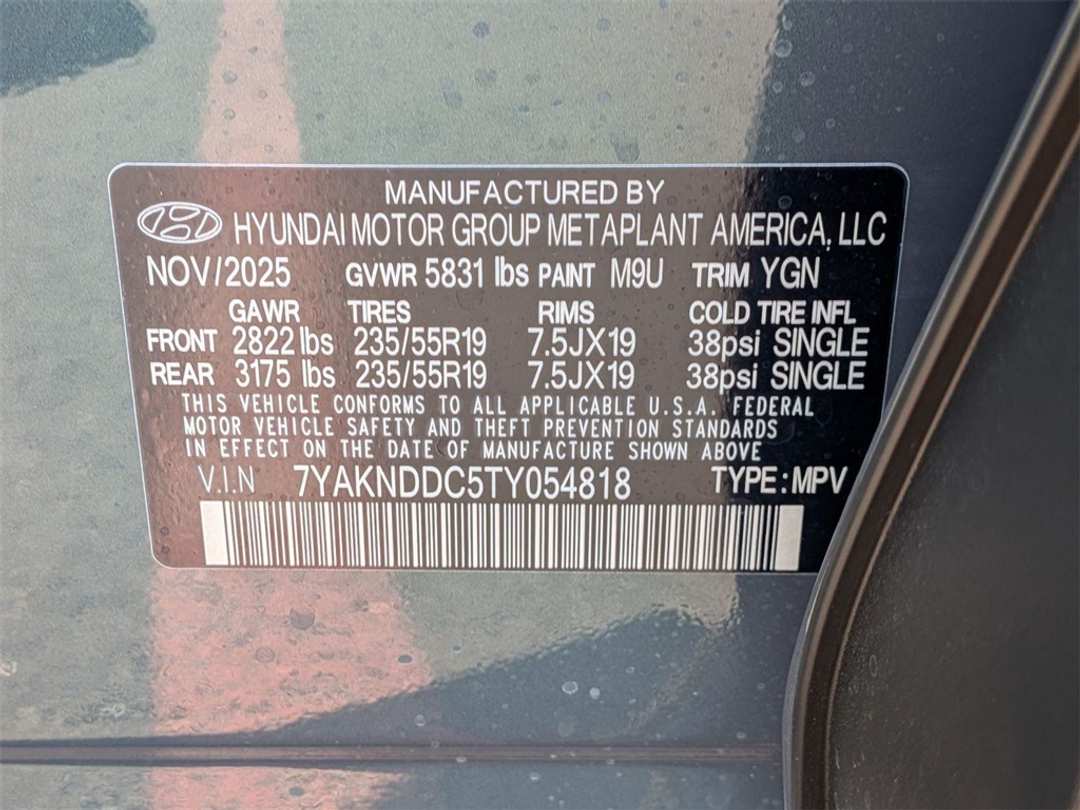 MANUFACTURED BY
HYUNDAI MOTOR GROUP METAPLANT AMERICA, LLC
NOV/2025 GVWR 5831 lbs PAINT M9U TRIM YGN
GAWR TIRES RIMS COLD TIRE INFL
FRONT 2822 lbs 235/55R19 7.5JX19 38psi SINGLE
REAR 3175 lbs 235/55R19 7.5JX19 38psi SINGLE
THIS VEHICLE CONFORMS TO ALL APPLICABLE U.S.A. FEDERAL
MOTOR VEHICLE SAFETY AND THEFT PREVENTION STANDARDS
IN EFFECT ON THE DATE OF MANUFACTURE SHOWN ABOVE
V.I.N 7YAKNDDC5TY054818 TYPE:MPV